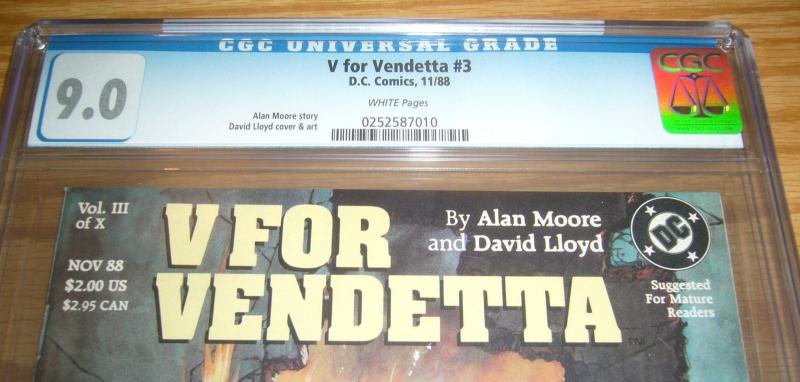 CGC UNIVERSAL GRADE
9.0
V for Vendetta #3
D.C. Comics, 11/88
WHITE Pages
Alan Moore story
David Lloyd cover & art
0252587010
CGC
Vol. III
of X
NOV 88
$2.00 US
$2.95 CAN
V FOR
VENDETTA
TM
By Alan Moore
and David Lloyd
DC
Suggested
For Mature
Readers